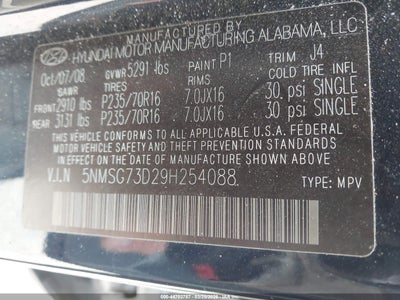 MANUFACTURED BY
HYUNDAI MOTOR MANUFACTURING ALABAMA, LLC
Oct/07/08 GVWR 5291 lbs PAINT P1 TRIM J4
GAWR TIRES RIMS COLD TIRE INFL
FRONT 2910 lbs P235/70R16 7.0JX16 30 psi SINGLE
REAR 3131 lbs P235/70R16 7.0JX16 30 psi SINGLE
THIS VEHICLE CONFORMS TO ALL APPLICABLE U.S.A. FEDERAL
MOTOR VEHICLE SAFETY AND THEFT PREVENTION STANDARDS
IN EFFECT ON THE DATE OF MANUFACTURE SHOWN ABOVE.
V.I.N 5NMSG73D29H254088 TYPE: MPV